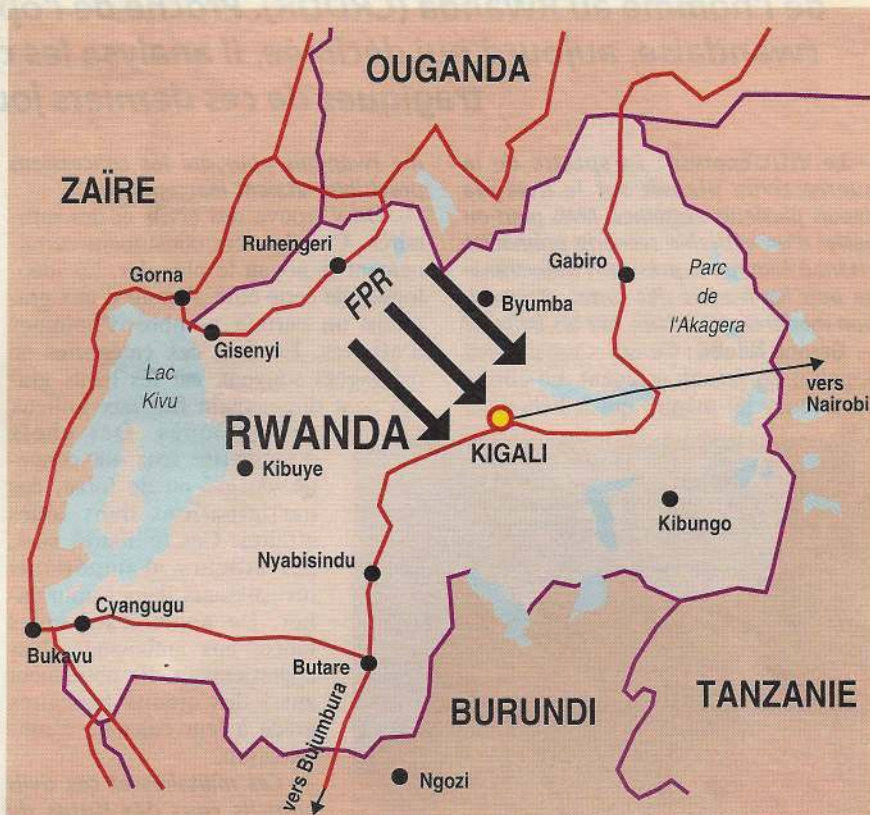 OUGANDA
ZAÏRE
Ruhengeri
Gorna
FPR
Gabiro
Parc
de
l'Akagera
Byumba
Gisenyi
Lac
Kivu
vers
Nairobi
RWANDA
KIGALI
Kibuye
Kibungo
Nyabisindu
Cyangugu
Bukavu
Butare
vers Bujumbura
BURUNDI
TANZANIE
Ngozi